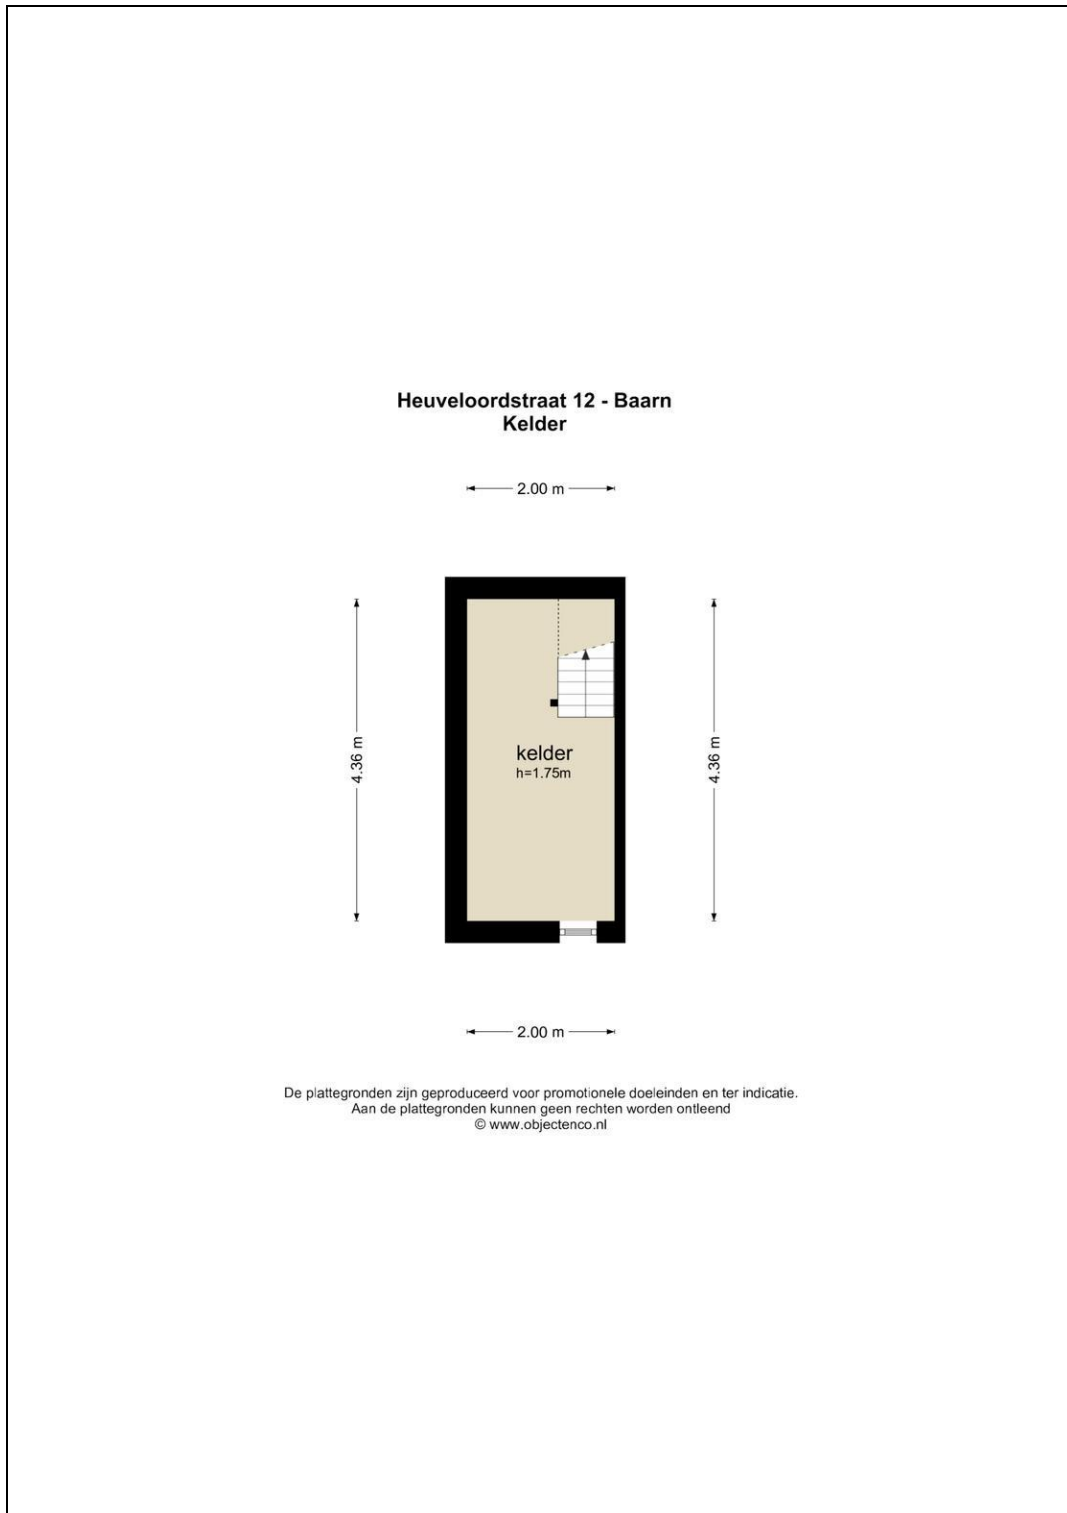 Heuveloordstraat 12 - Baarn
Kelder
2.00 m
4.36 m
4.36 m
kelder
h=1.75m
2.00 m
De plattegronden zijn geproduceerd voor promotionele doeleinden en ter indicatie.
Aan de plattegronden kunnen geen rechten worden ontleend
© www.objectenco.nl